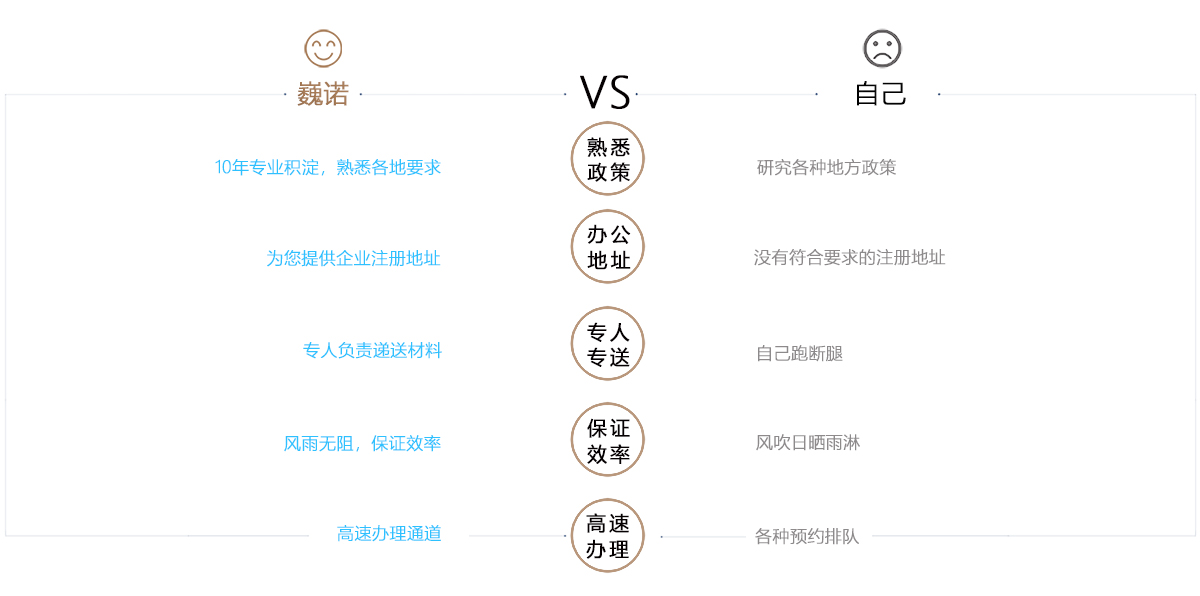 巍诺
VS
自己
10年专业积淀，熟悉各地要求
熟悉
政策
研究各种地方政策
为您提供企业注册地址
办公
地址
没有符合要求的注册地址
专人负责递送材料
专人
专送
自己跑断腿
风雨无阻，保证效率
保证
效率
风吹日晒雨淋
高速办理通道
高速
办理
各种预约排队